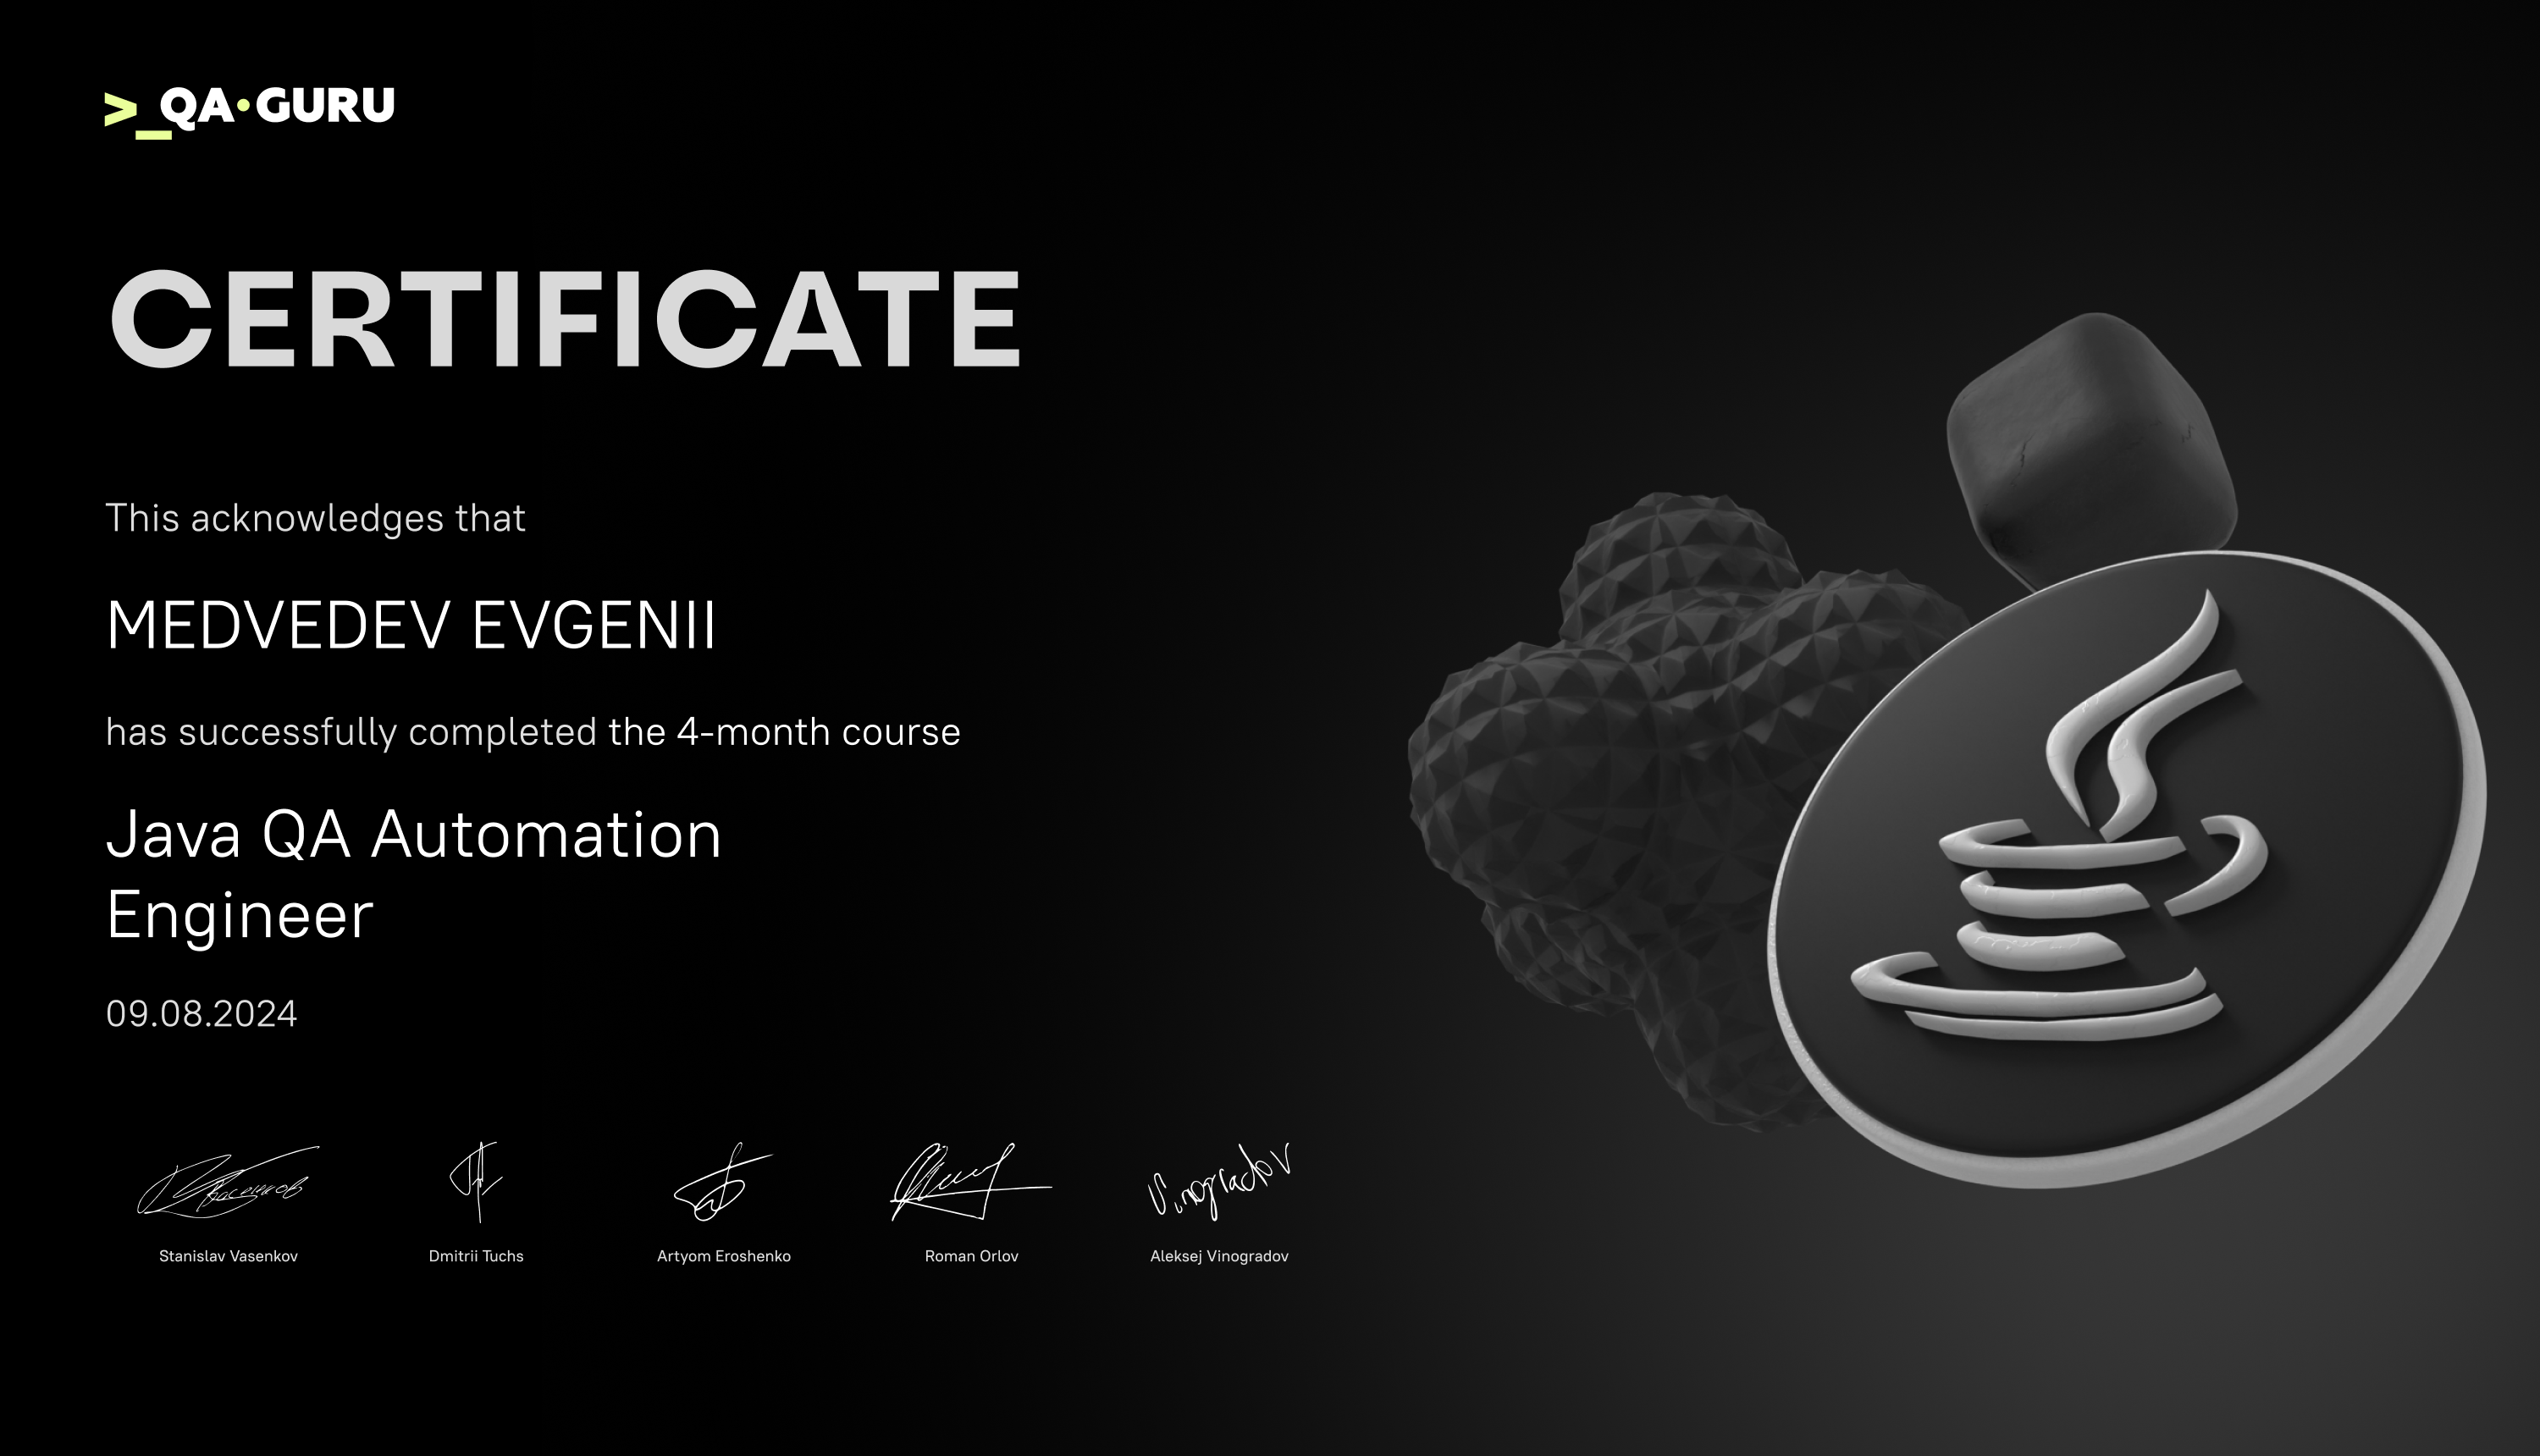 >_QA•GURU
CERTIFICATE
This acknowledges that
MEDVEDEV EVGENII
has successfully completed the 4-month course
Java QA Automation
Engineer
09.08.2024
Vinogradov
Stanislav Vasenkov
Dmitrii Tuchs
Artyom Eroshenko
Roman Orlov
Aleksej Vinogradov